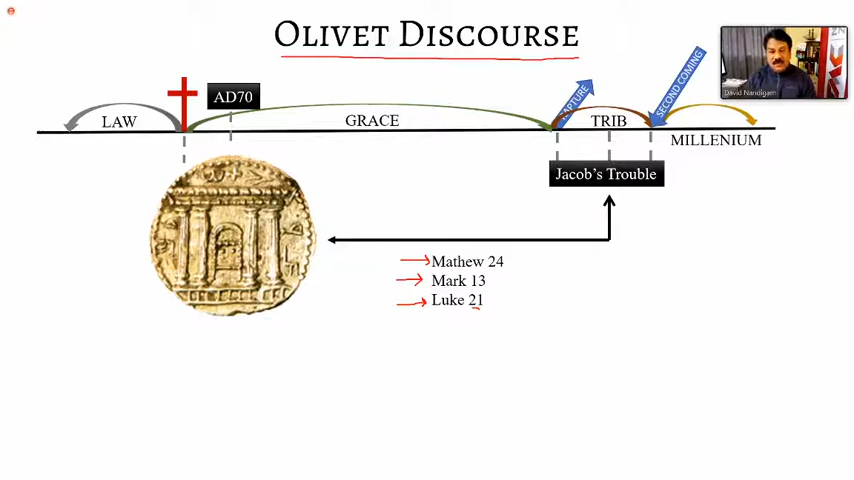 OLIVET DISCOURSE
AD70
LAW
GRACE
RAPTURE
TRIB
SECOND COMING
MILLENIUM
Jacob's Trouble
Mathew 24
Mark 13
Luke 21
David Nandigam